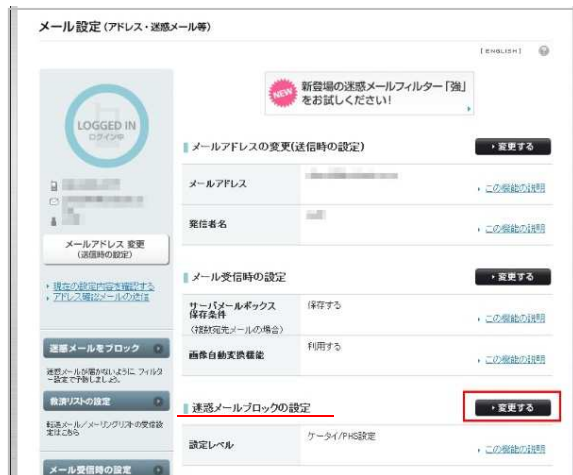 メール設定 (アドレス・迷惑メール等)
[ENGLISH]
?
NEW
新登場の迷惑メールフィルター「強」
をお試しください!
LOGGED IN
ログイン中
メールアドレス 変更
(送信時の設定)
現在の設定内容を確認する
アドレス確認メールの送信
迷惑メールをブロック
迷惑メールが届かないように、フィルタ
ー設定で予防しましょう。
救済リストの設定
転送メール/メーリングリストの受信設
定はこちら
メール受信時の設定
メールアドレスの変更(送信時の設定)
変更する
メールアドレス
この機能の説明
発信者名
この機能の説明
メール受信時の設定
変更する
サーバメールボックス
保存条件
(複数宛先メールの場合)
保存する
この機能の説明
画像自動変換機能
利用する
この機能の説明
迷惑メールブロックの設定
変更する
設定レベル
ケータイ/PHS設定
この機能の説明